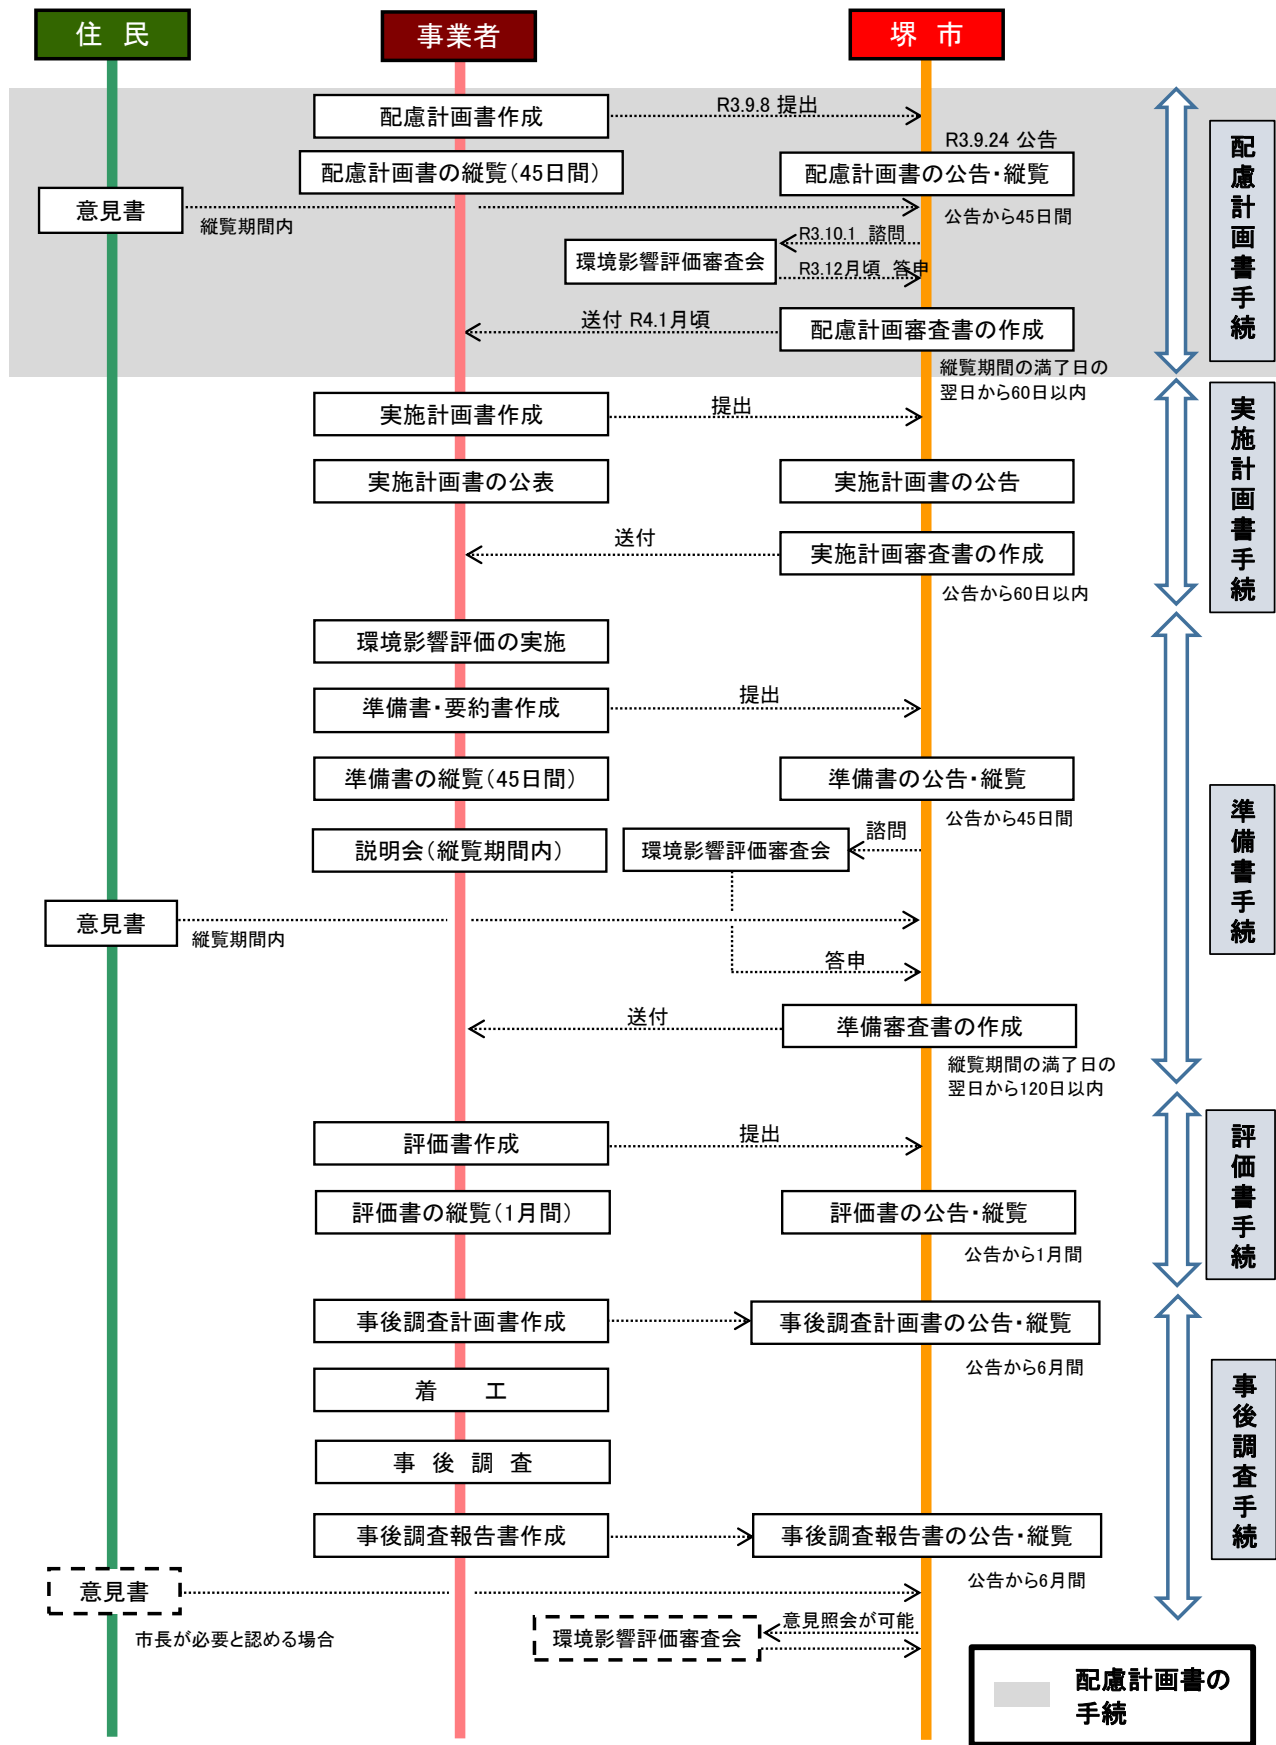 住 民
事業者
堺 市
配慮計画書作成
R3.9.8 提出
R3.9.24 公告
配慮計画書の縦覧(45日間)
配慮計画書の公告・縦覧
意見書
縦覧期間内
公告から45日間
R3.10.1 諮問
環境影響評価審査会
R3.12月頃 答申
送付 R4.1月頃
配慮計画審査書の作成
縦覧期間の満了日の
翌日から60日以内
配慮計画書手続
実施計画書作成
提出
実施計画書の公表
実施計画書の公告
送付
実施計画審査書の作成
公告から60日以内
実施計画書手続
環境影響評価の実施
準備書・要約書作成
提出
準備書の縦覧(45日間)
準備書の公告・縦覧
公告から45日間
説明会(縦覧期間内)
環境影響評価審査会
諮問
意見書
縦覧期間内
答申
送付
準備審査書の作成
縦覧期間の満了日の
翌日から120日以内
準備書手続
評価書作成
提出
評価書の縦覧(1月間)
評価書の公告・縦覧
公告から1月間
評価書手続
事後調査計画書作成
事後調査計画書の公告・縦覧
公告から6月間
着 工
事 後 調 査
事後調査報告書作成
事後調査報告書の公告・縦覧
公告から6月間
意見書
市長が必要と認める場合
意見照会が可能
環境影響評価審査会
事後調査手続
配慮計画書の
手続